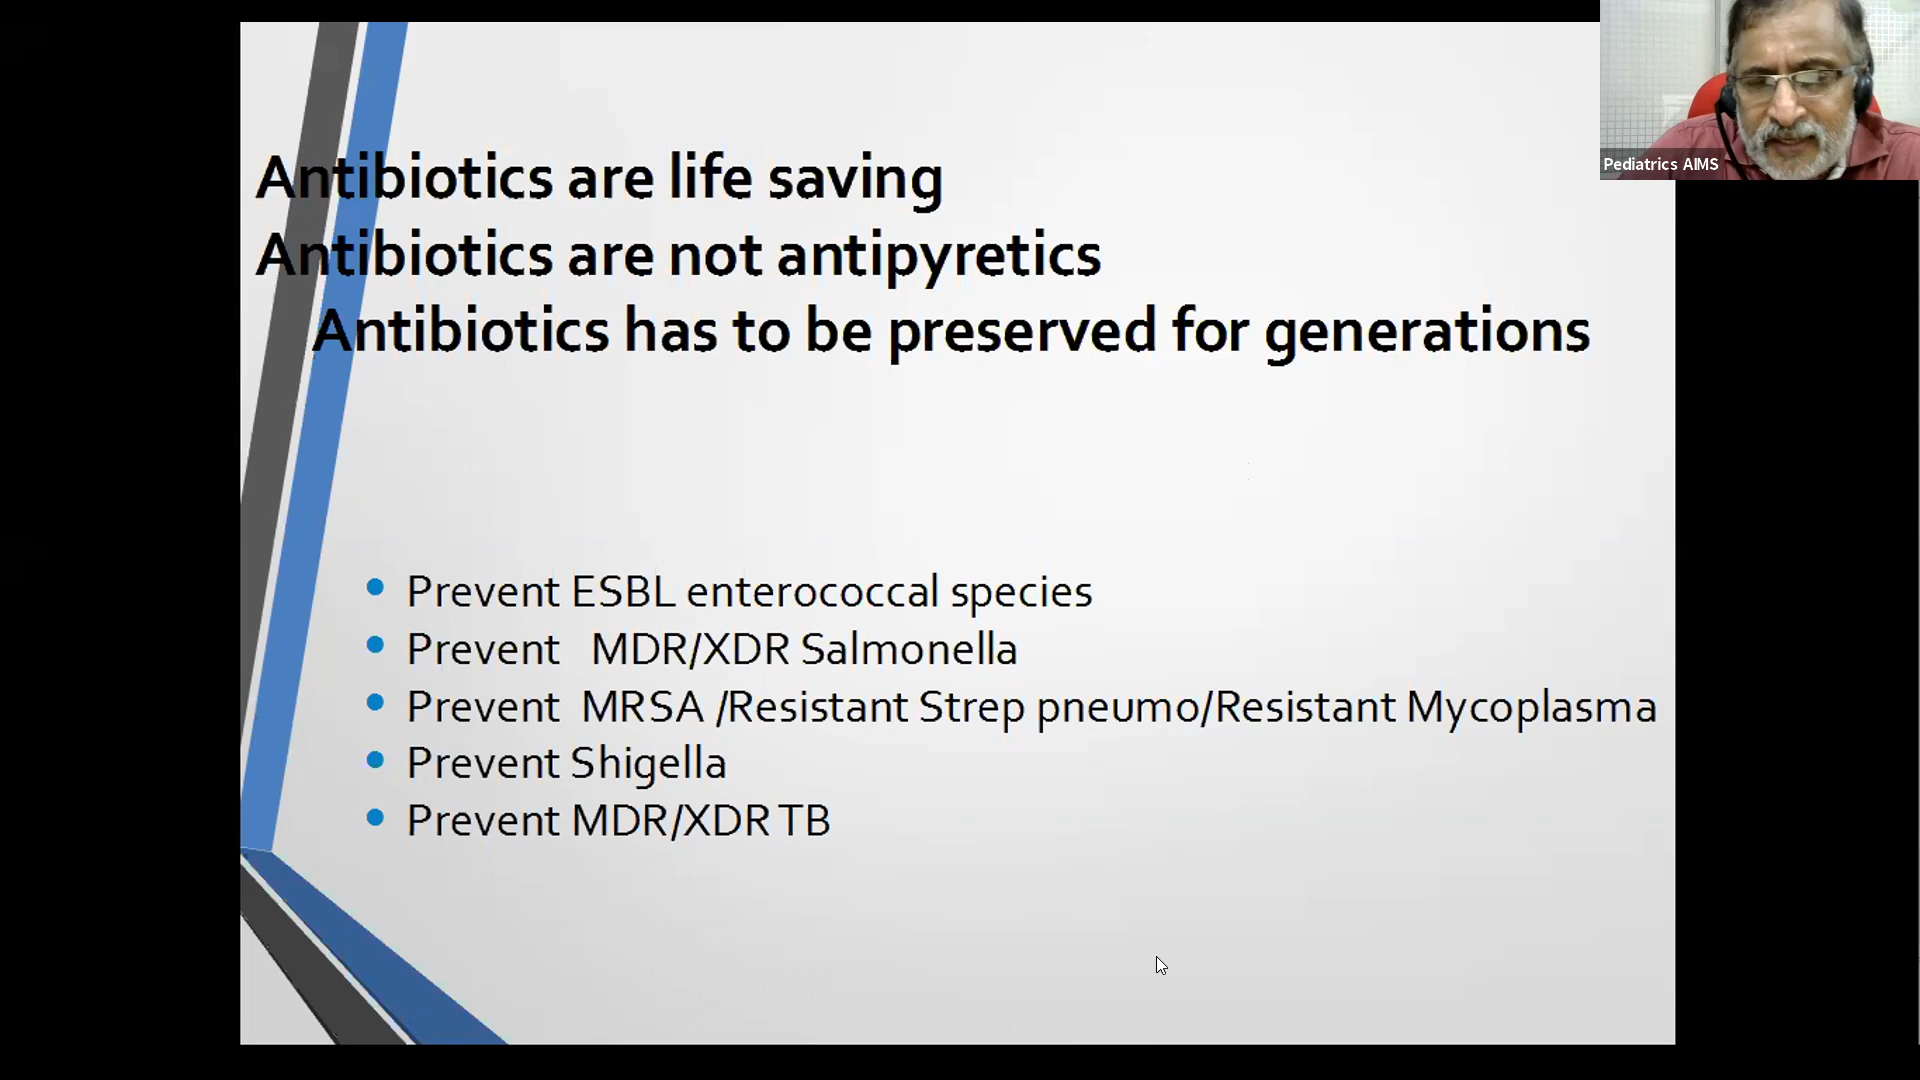 Antibiotics are life saving
Antibiotics are not antipyretics
Antibiotics has to be preserved for generations
Prevent ESBL enterococcal species
Prevent MDR/XDR Salmonella
Prevent MRSA /Resistant Strep pneumo/Resistant Mycoplasma
Prevent Shigella
Prevent MDR/XDR TB
Pediatrics AIMS